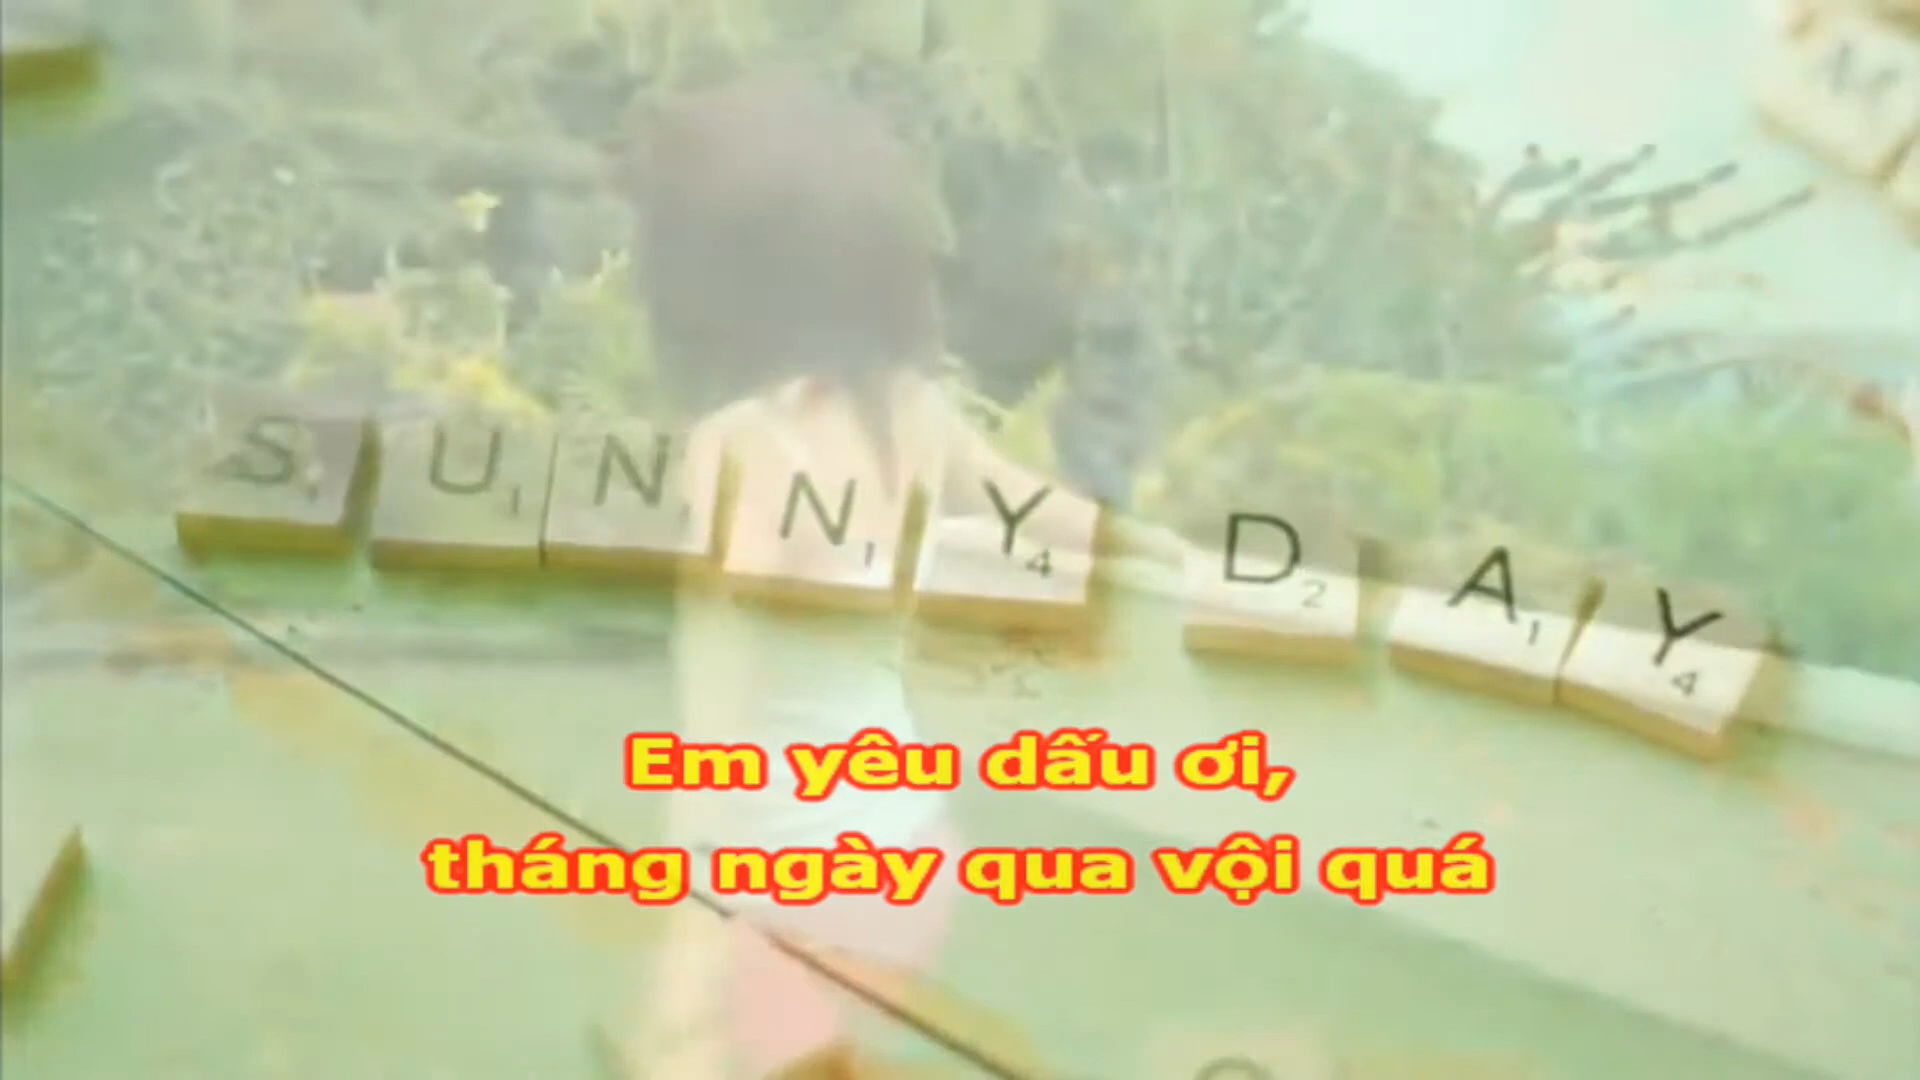 SUNNY DAY
Em yêu dấu ơi,
tháng ngày qua vội quá